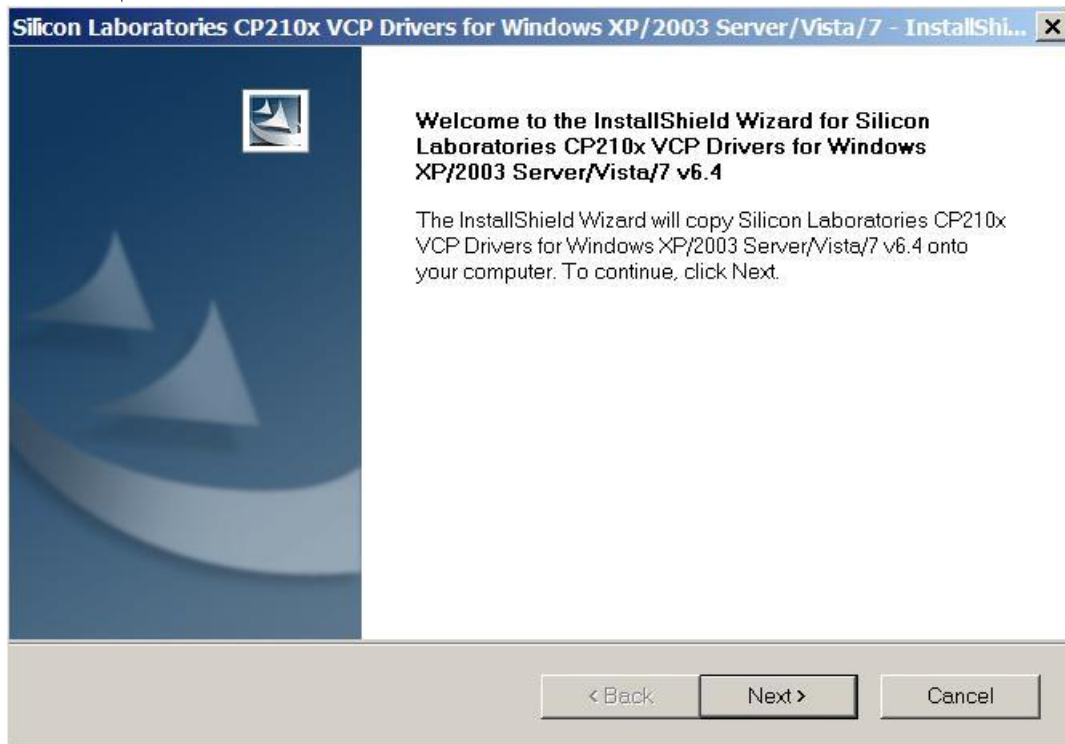 Silicon Laboratories CP210x VCP Drivers for Windows XP/2003 Server/Vista/7 - InstallShi...
Welcome to the InstallShield Wizard for Silicon
Laboratories CP210x VCP Drivers for Windows
XP/2003 Server/Vista/7 v6.4
The InstallShield Wizard will copy Silicon Laboratories CP210x
VCP Drivers for Windows XP/2003 Server/Vista/7 v6.4 onto
your computer. To continue, click Next.
< Back
Next >
Cancel